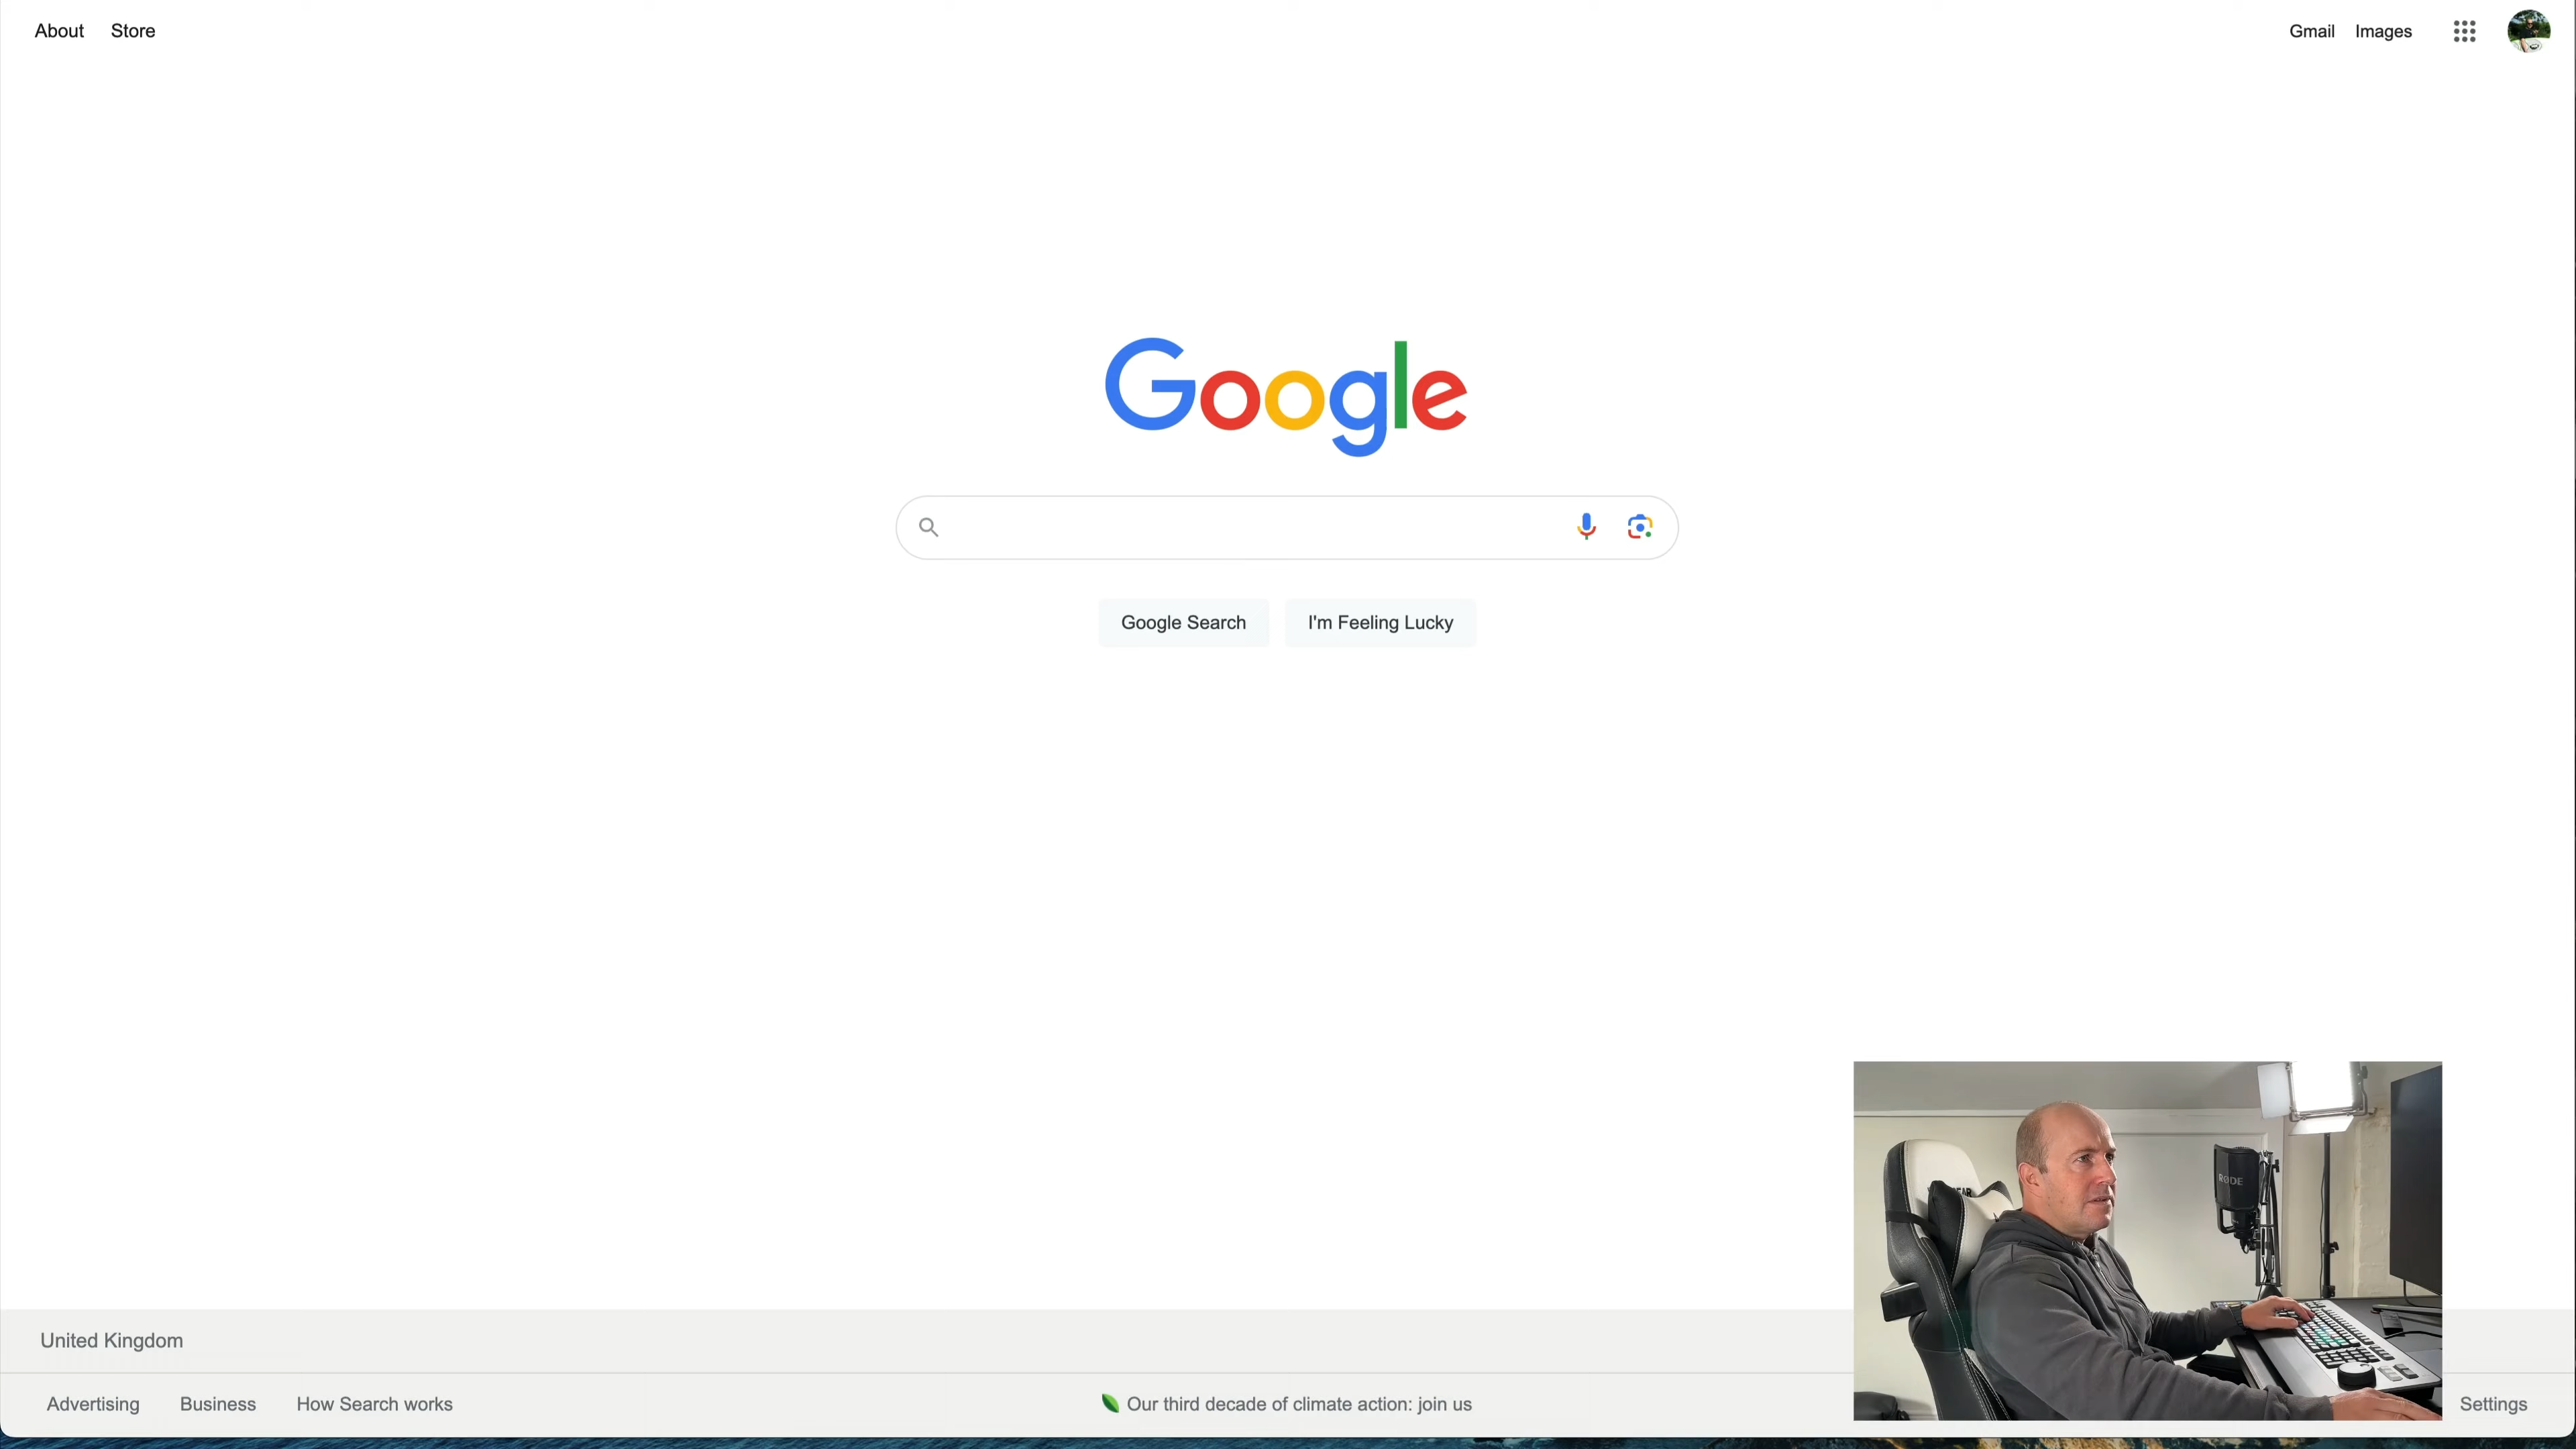 About Store
Gmail Images
Google
Google Search I'm Feeling Lucky
RØDE
United Kingdom
Advertising Business How Search works
Our third decade of climate action: join us
Settings